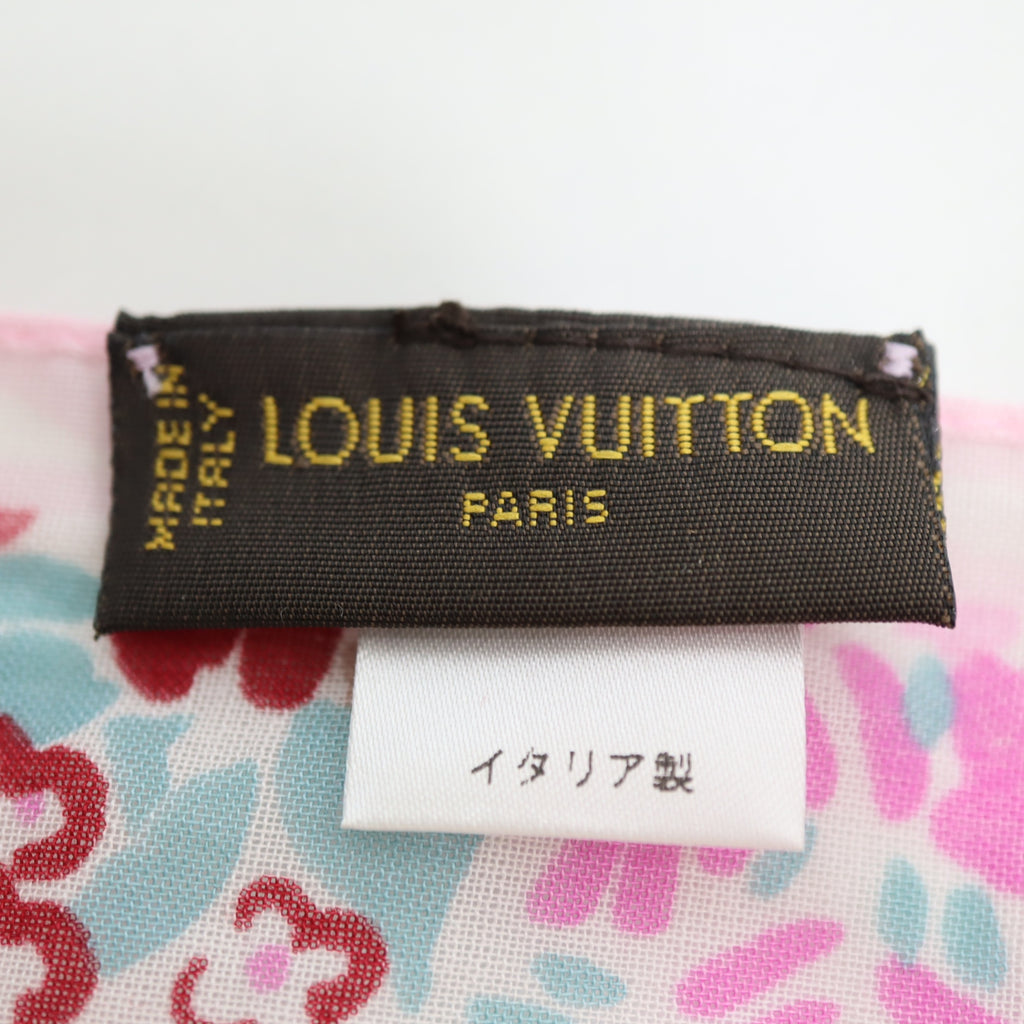 MADE IN
ITALY
LOUIS VUITTON
PARIS
イタリア製